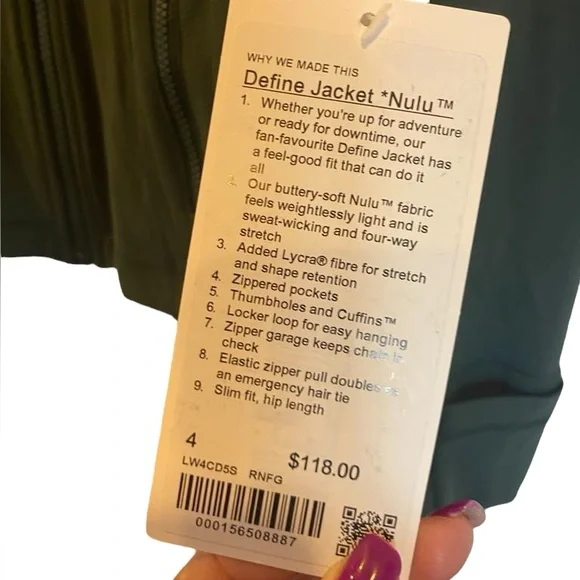 WHY WE MADE THIS
Define Jacket *Nulu™
1. Whether you're up for adventure
or ready for downtime, our
fan-favourite Define Jacket has
a feel-good fit that can do it
all
2. Our buttery-soft Nulu™ fabric
feels weightlessly light and is
sweat-wicking and four-way
stretch
3. Added Lycra® fibre for stretch
and shape retention
4. Zippered pockets
5. Thumbholes and Cuffins™
6. Locker loop for easy hanging
7. Zipper garage keeps chafe in
check
8. Elastic zipper pull doubles as
an emergency hair tie
9. Slim fit, hip length
4
$118.00
LW4CD5S RNFG
000156508887